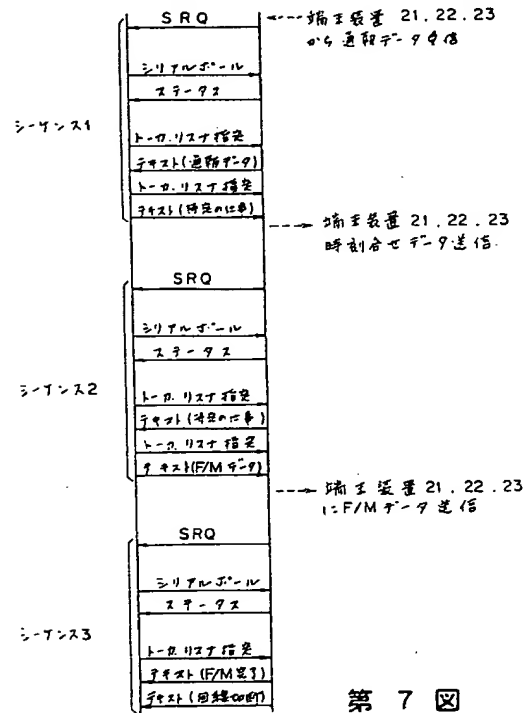 SRQ
端末装置 21.22.23
から通報データ受信
シリアルポール
ステータス
シーケンス1
トーカ.リスナ指定
テキスト(通報データ)
トーカ.リスナ指定
テキスト(特定の仕事)
端末装置 21.22.23
時刻合せデータ送信.
SRQ
シリアルポール
ステータス
シーケンス2
トーカ.リスナ指定
テキスト(特定の仕事)
トーカ.リスナ指定
テキスト(F/Mデータ)
端末装置 21.22.23
にF/Mデータ送信
SRQ
シリアルポール
ステータス
シーケンス3
トーカ.リスナ指定
テキスト(F/M完了)
テキスト(回線切断)
第 7 図